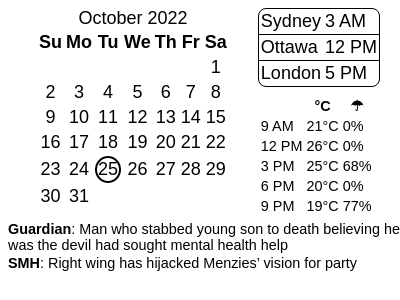 October 2022
Su Mo Tu We Th Fr Sa
1
2 3 4 5 6 7 8
9 10 11 12 13 14 15
16 17 18 19 20 21 22
23 24 25 26 27 28 29
30 31
Sydney 3 AM
Ottawa 12 PM
London 5 PM
°C ☂
9 AM 21°C 0%
12 PM 26°C 0%
3 PM 25°C 68%
6 PM 20°C 0%
9 PM 19°C 77%
Guardian: Man who stabbed young son to death believing he
was the devil had sought mental health help
SMH: Right wing has hijacked Menzies’ vision for party